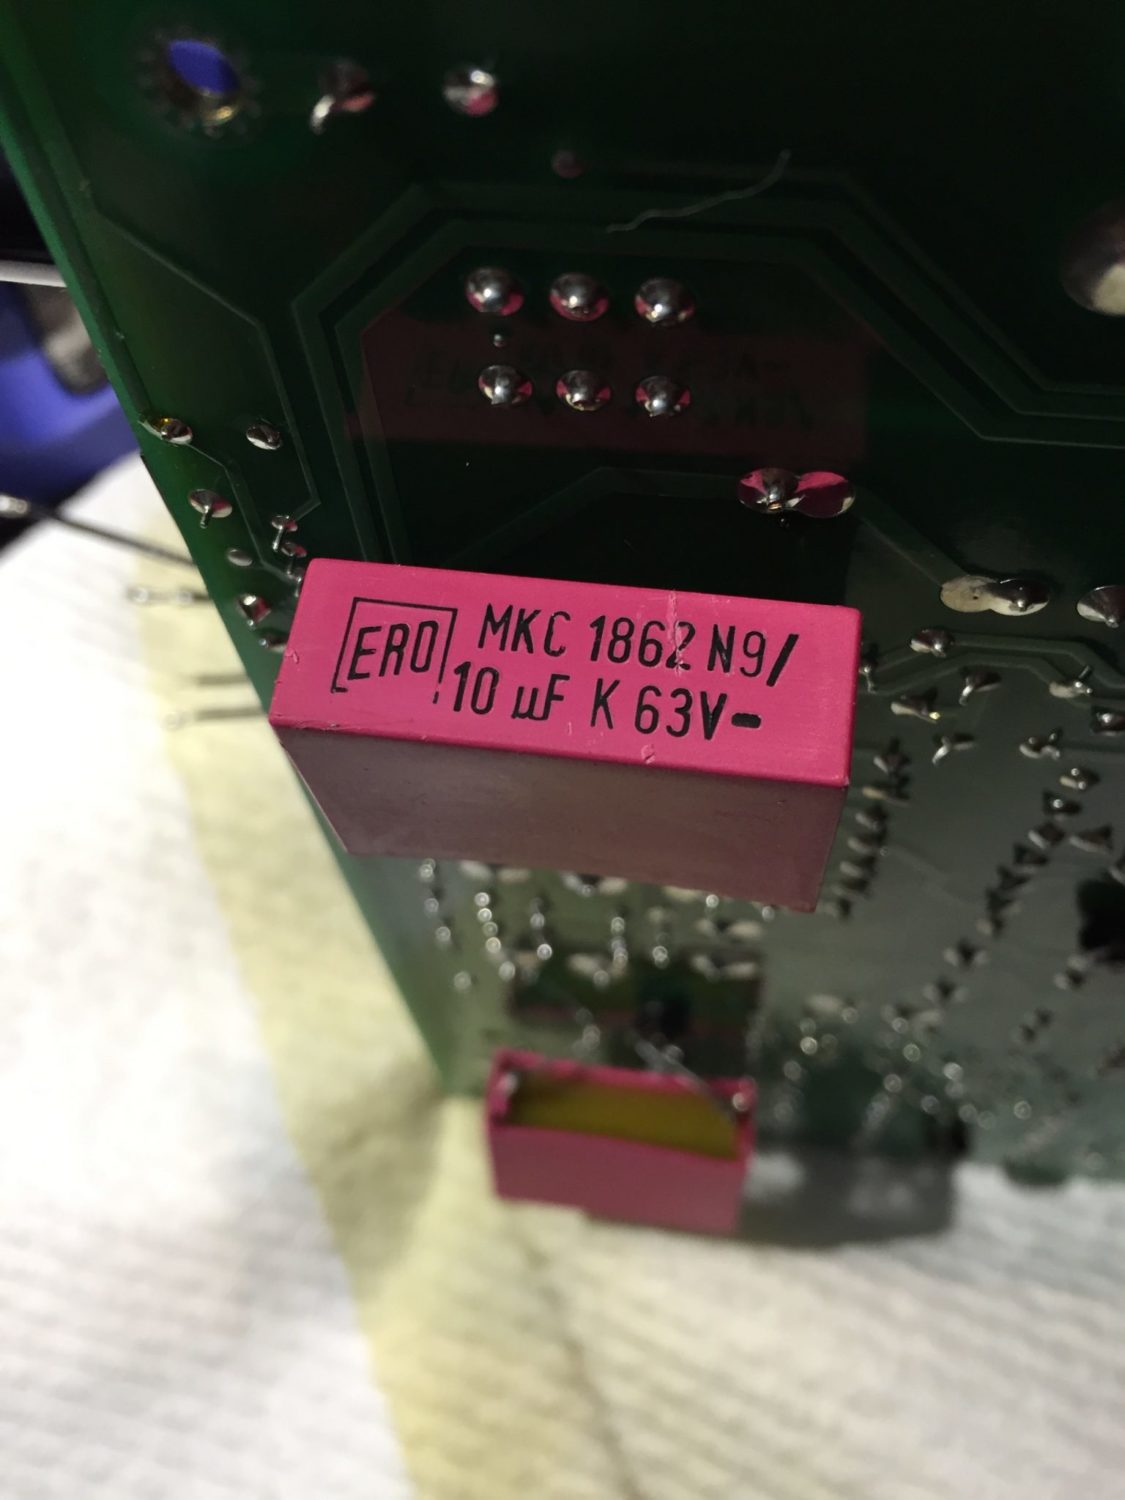 ERO MKC 1862 N9/
10 µF K 63V-